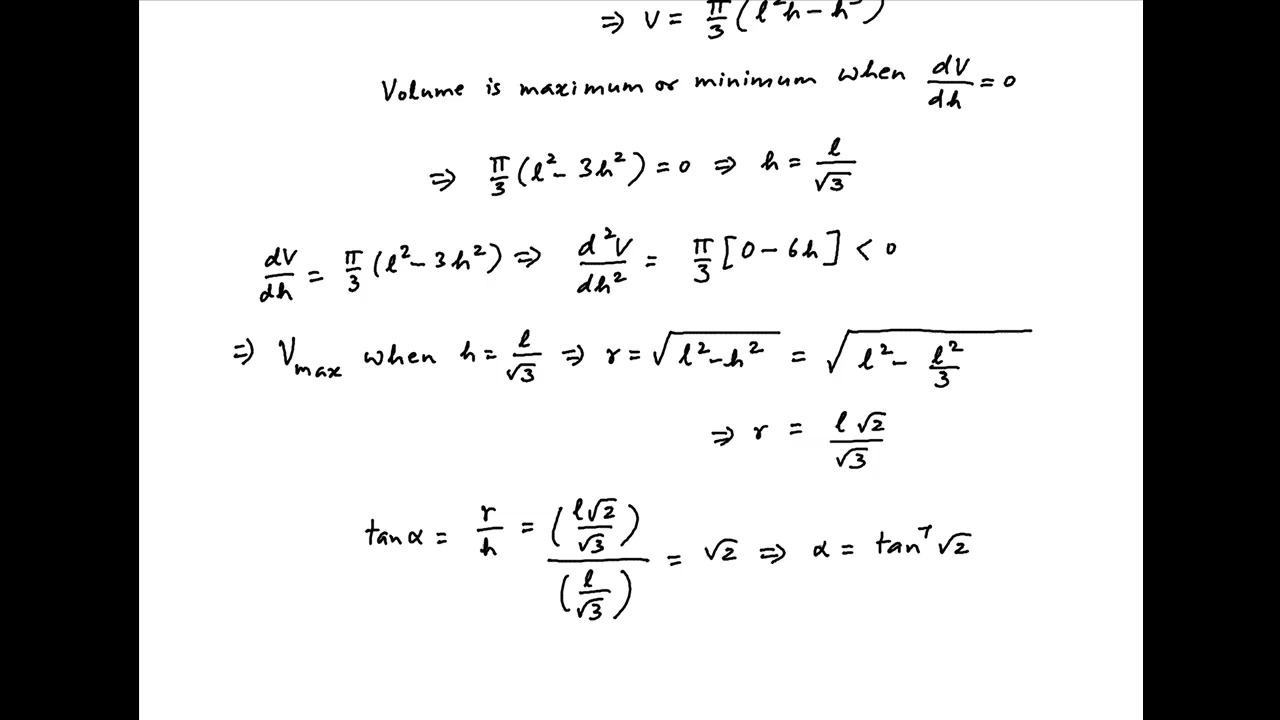 ⇒ V = π/3 (l²h - h³)
Volume is maximum or minimum when dV/dh = 0
⇒ π/3 (l² - 3h²) = 0 ⇒ h = l/√3
dV/dh = π/3 (l² - 3h²) ⇒ d²V/dh² = π/3 [0 - 6h] < 0
⇒ V_max when h = l/√3 ⇒ r = √(l² - h²) = √(l² - l²/3)
⇒ r = l√2/√3
tan α = r/h = (l√2/√3)/(l/√3) = √2 ⇒ α = tan⁻¹ √2